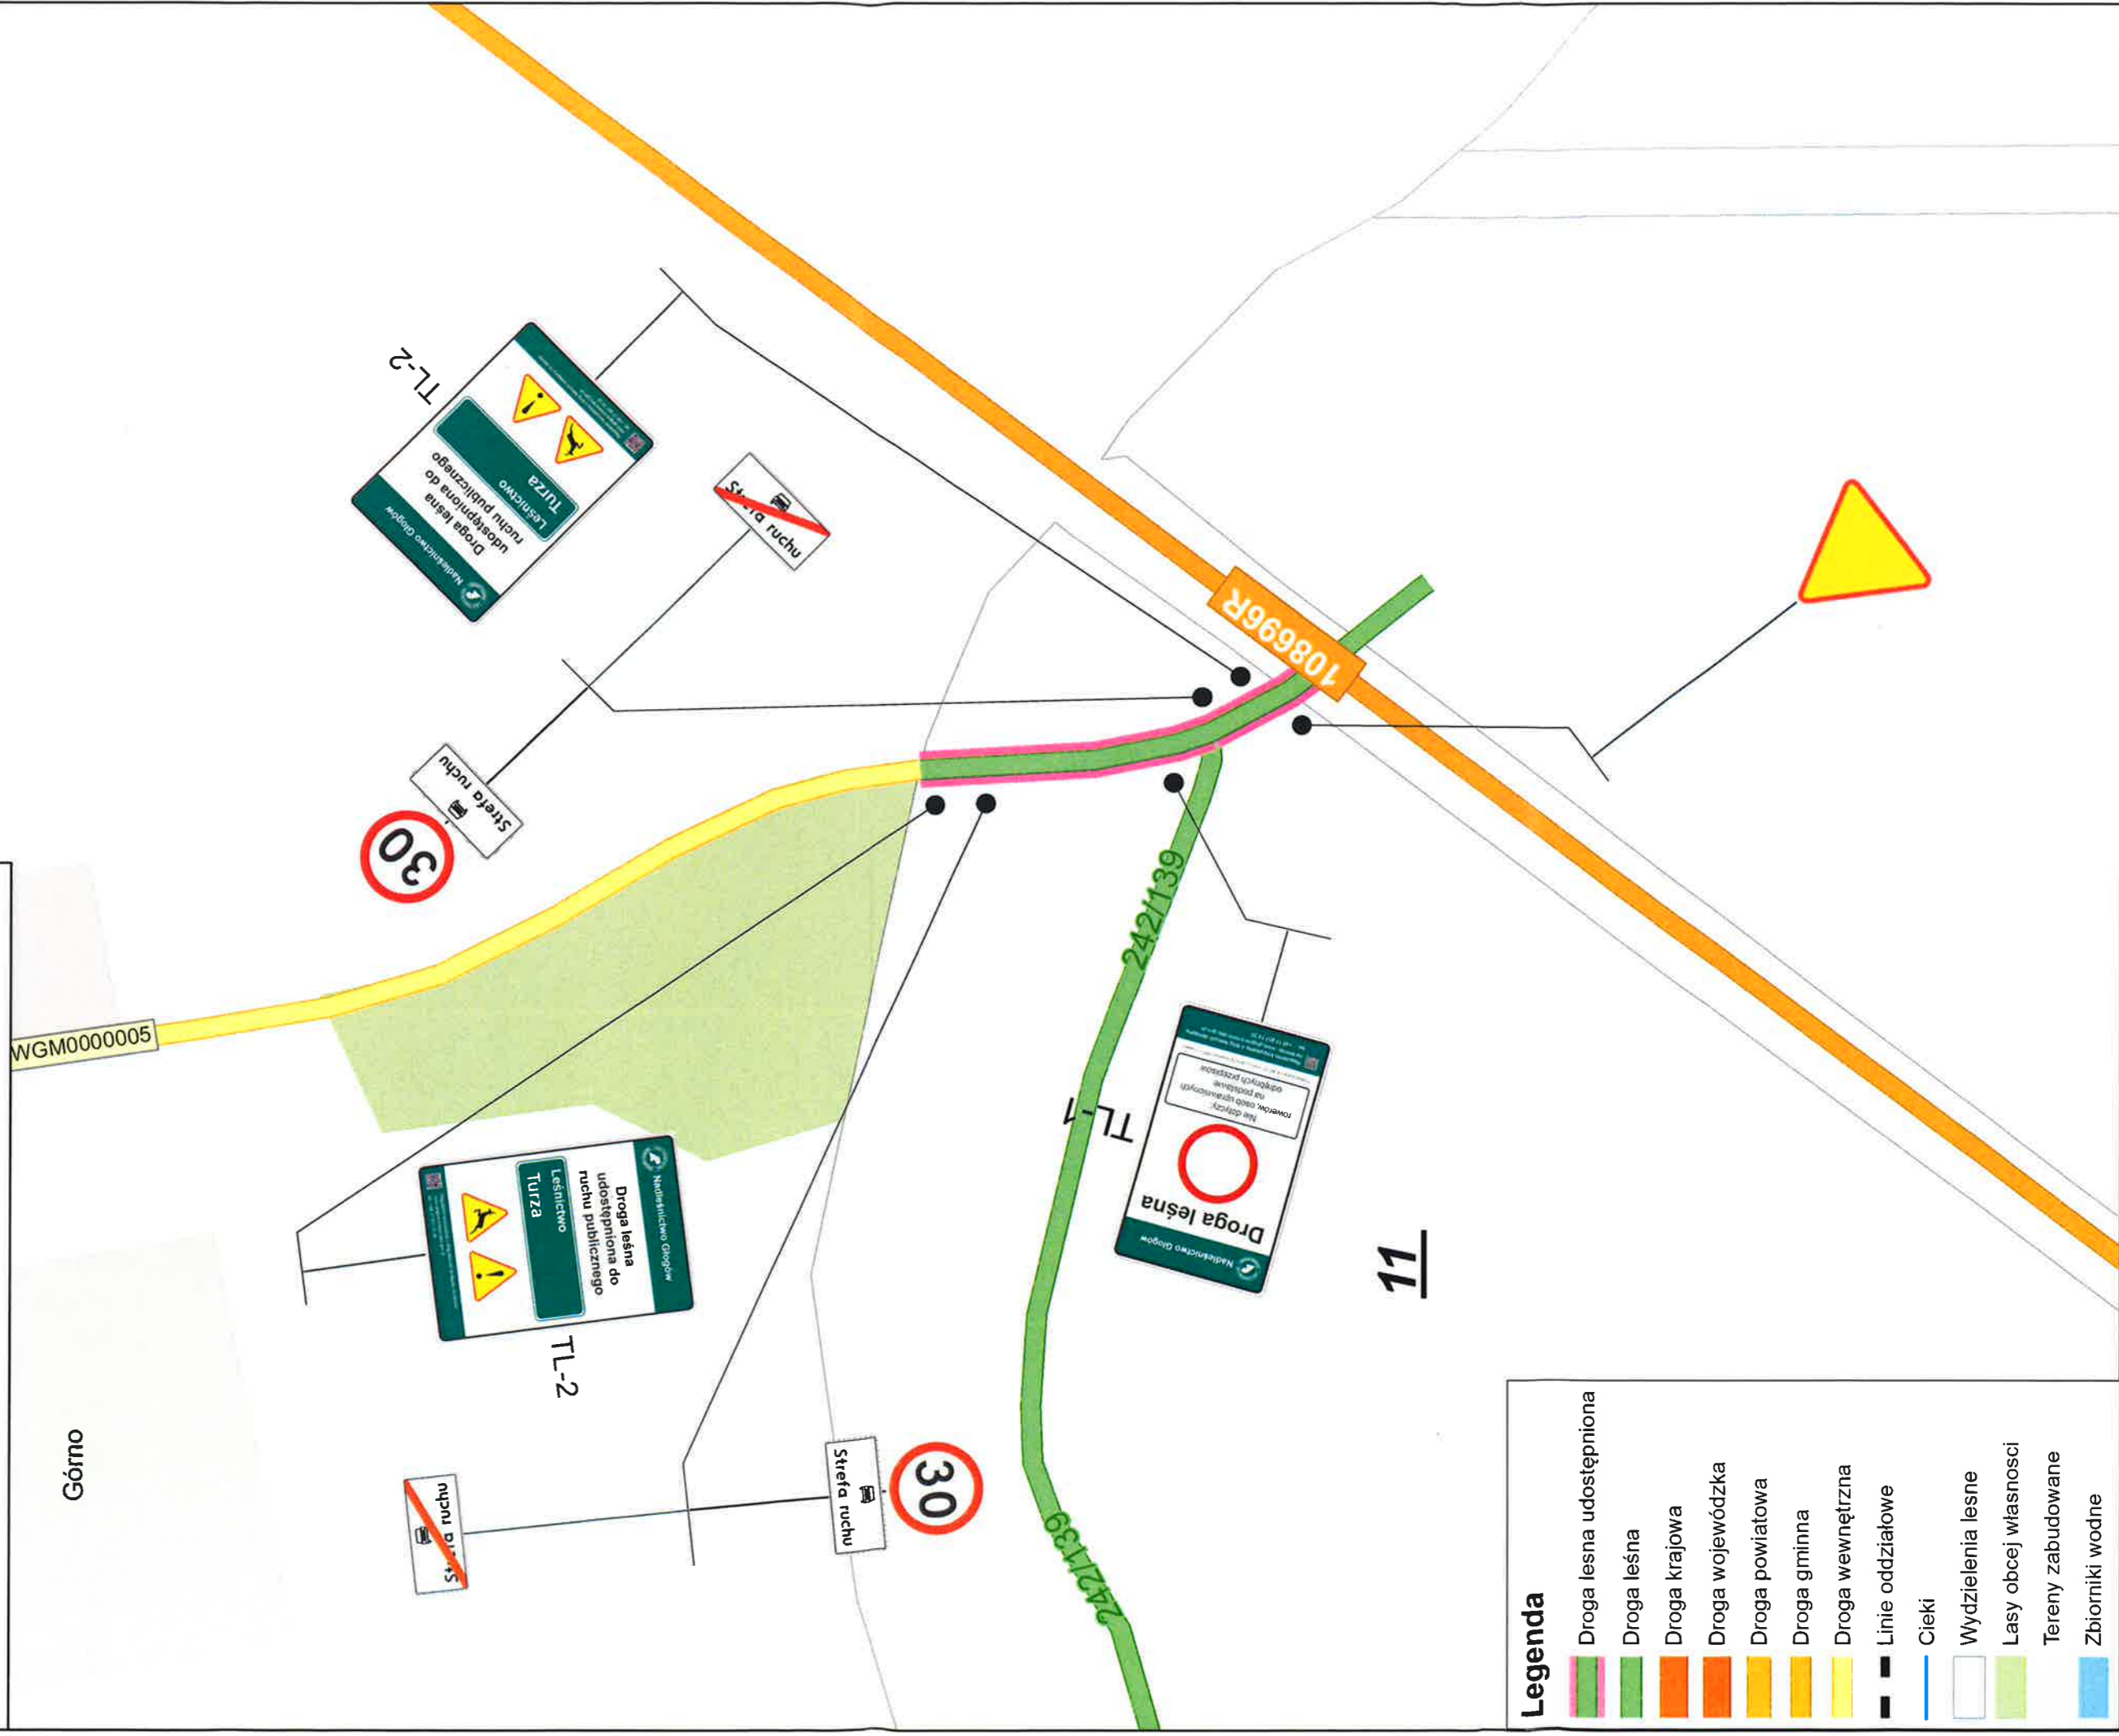 TL-2
Nadleśnictwo Głogów
Droga leśna
udostępniona do
ruchu publicznego
Leśnictwo
Turza
Strefa ruchu
Strefa ruchu
30
108696R
WGM0000005
242/139
TL-1
Nadleśnictwo Głogów
Droga leśna
Nie dotyczy:
rowerów, osób uprawnionych
na podstawie
odrębnych przepisów
11
Nadleśnictwo Głogów
Droga leśna
udostępniona do
ruchu publicznego
Leśnictwo
Turza
TL-2
Górno
Strefa ruchu
Strefa ruchu
30
242/139
Legenda
Droga lesna udostępniona
Droga leśna
Droga krajowa
Droga wojewódzka
Droga powiatowa
Droga gminna
Droga wewnętrzna
Linie oddziałowe
Cieki
Wydzielenia lesne
Lasy obcej własnosci
Tereny zabudowane
Zbiorniki wodne